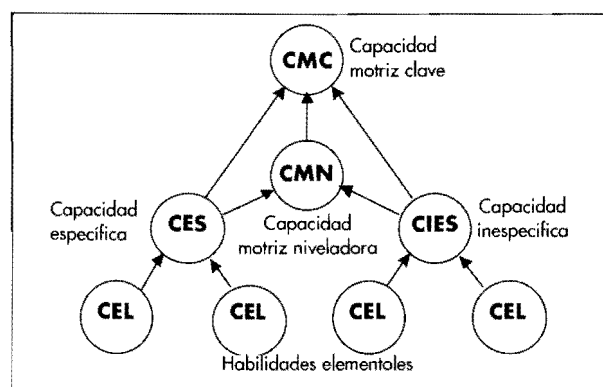 CMC
Capacidad
motriz clave
CMN
Capacidad
específica
CES
Capacidad
motriz niveladora
CIES
Capacidad
inespecifica
CEL
CEL
CEL
CEL
Habilidades elementoles